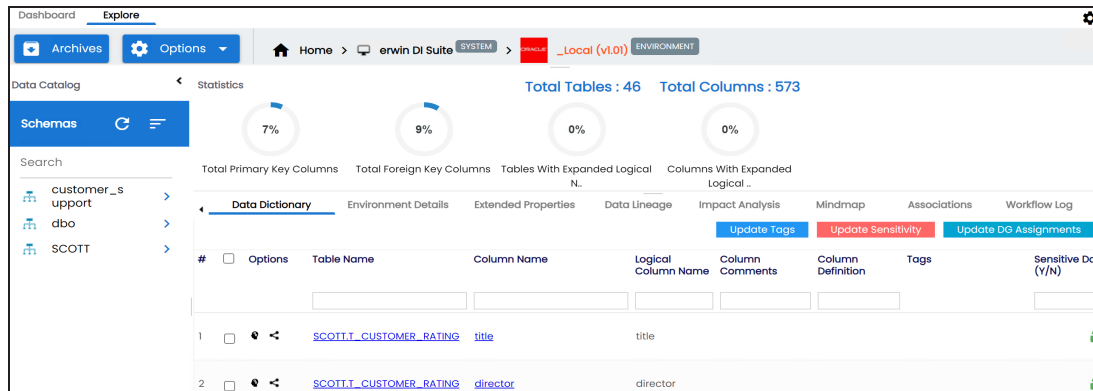 Dashboard Explore
Archives Options Home > erwin DI Suite SYSTEM > ORACLE _Local (v1.01) ENVIRONMENT
Data Catalog Statistics Total Tables : 46 Total Columns : 573
Schemas
7% 9% 0% 0%
Search
Total Primary Key Columns Total Foreign Key Columns Tables With Expanded Logical N.. Columns With Expanded Logical ..
customer_s
upport
dbo
SCOTT
Data Dictionary Environment Details Extended Properties Data Lineage Impact Analysis Mindmap Associations Workflow Log
Update Tags Update Sensitivity Update DG Assignments
# Options Table Name Column Name Logical Column Name Column Comments Column Definition Tags Sensitive Da (Y/N)
1 SCOTT.T_CUSTOMER_RATING title title
2 SCOTT.T_CUSTOMER_RATING director director